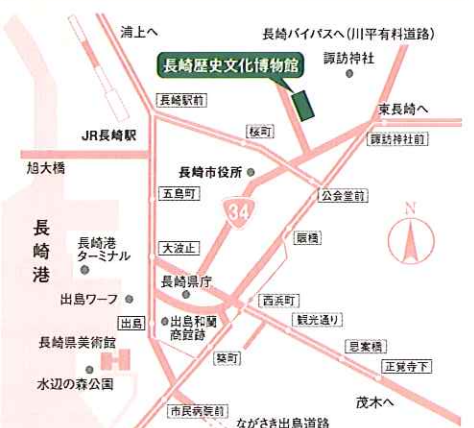 浦上へ
長崎バイパスへ(川平有料道路)
長崎歴史文化博物館
諏訪神社
長崎駅前
東長崎へ
JR長崎駅
桜町
諏訪神社前
旭大橋
長崎市役所
五島町
公会堂前
34
賑橋
N
長崎港
長崎港
ターミナル
大波止
長崎県庁
出島ワーフ
西浜町
出島
出島和蘭
商館跡
観光通り
長崎県美術館
築町
思案橋
正覚寺下
水辺の森公園
茂木へ
市民病院前
ながさき出島道路